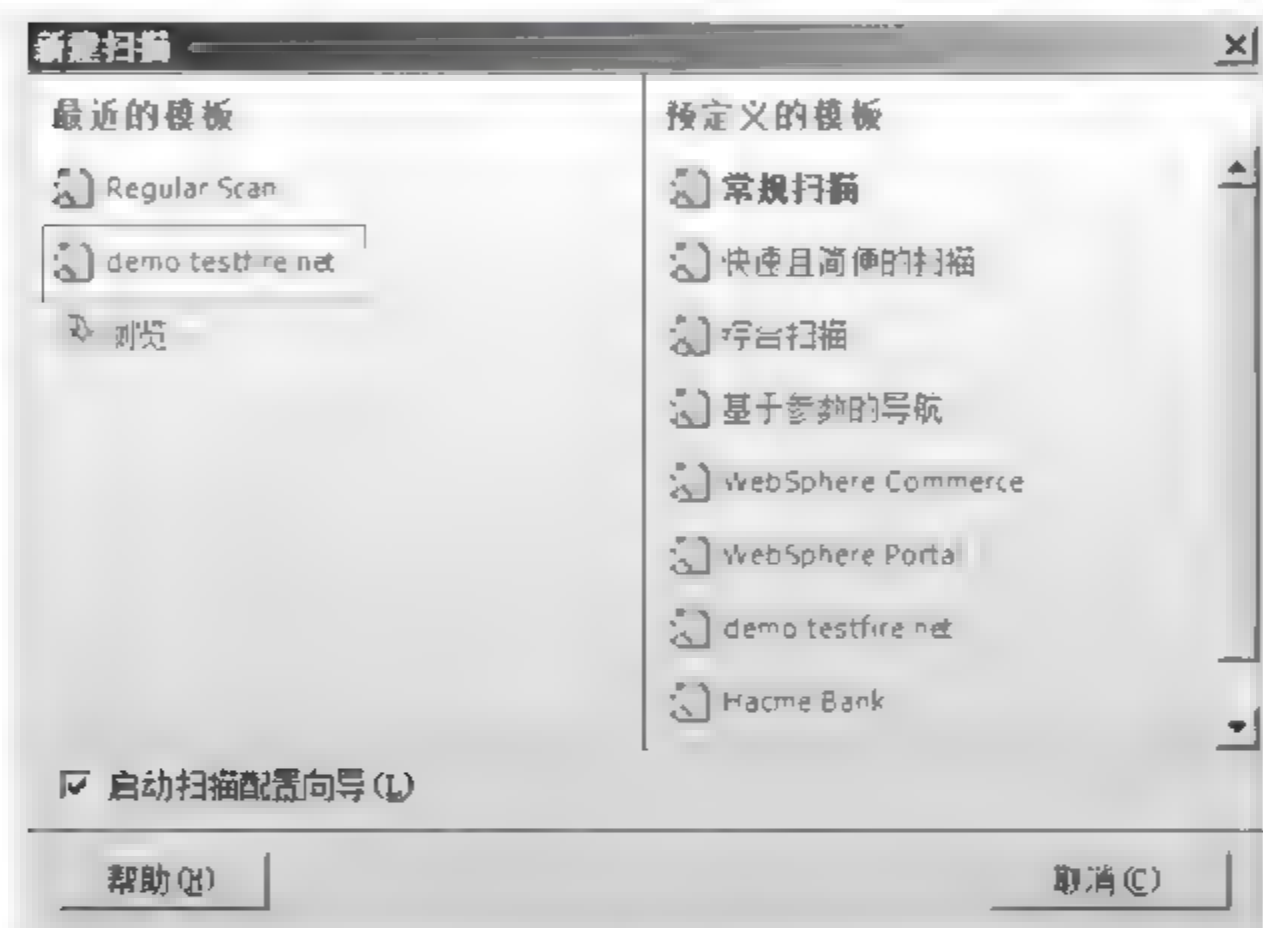 新建扫描
最近的模板
Regular Scan
demo testfire net
浏览
预定义的模板
常规扫描
快速且简便的扫描
综合扫描
基于参数的导航
WebSphere Commerce
WebSphere Portal
demo testfire net
Hacme Bank
启动扫描配置向导(L)
帮助(H)
取消(C)